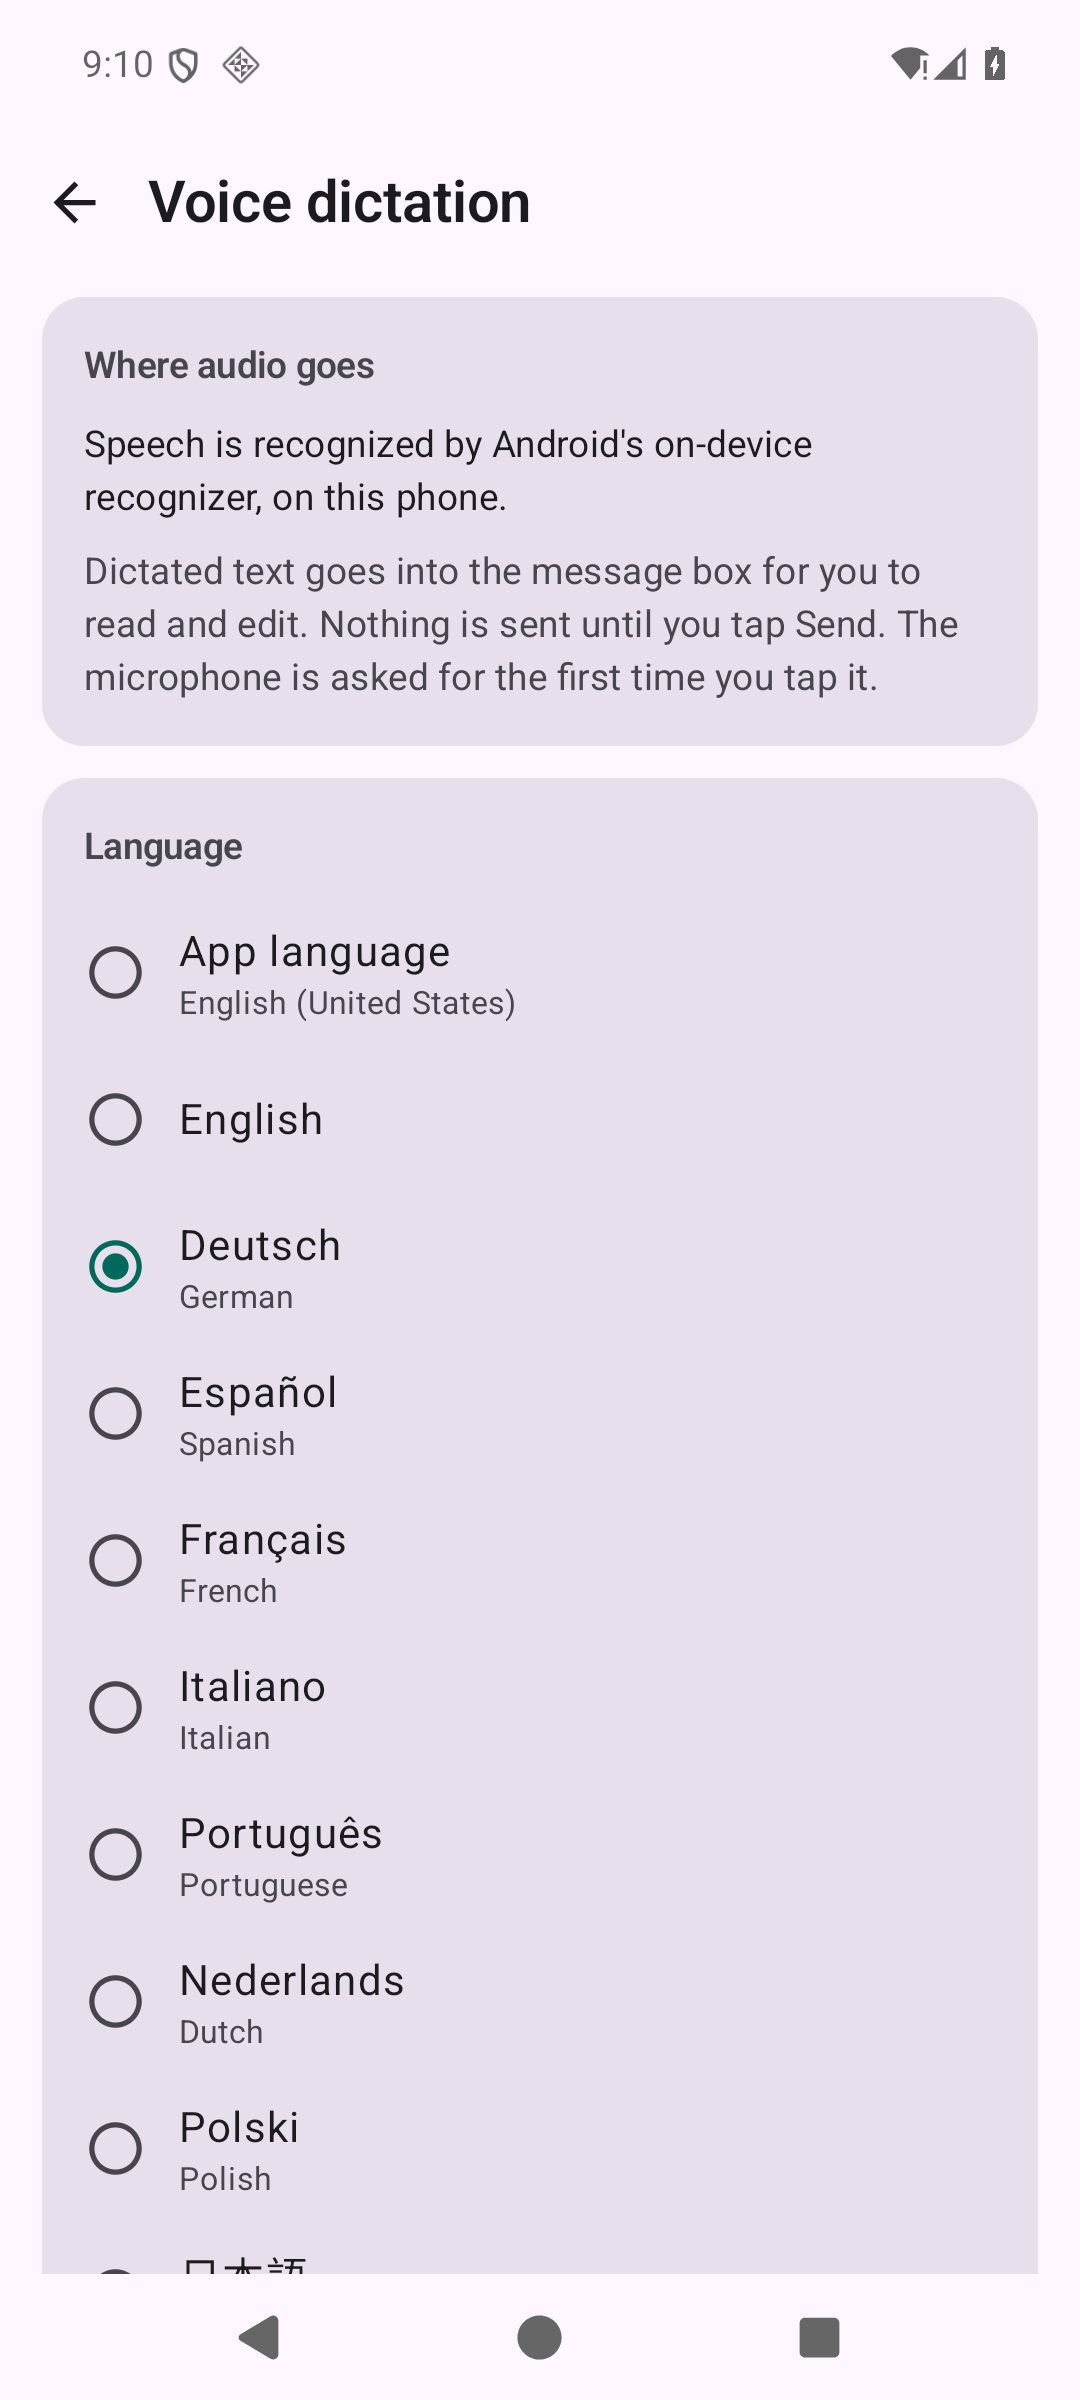 9:10
Voice dictation
Where audio goes
Speech is recognized by Android's on-device
recognizer, on this phone.
Dictated text goes into the message box for you to
read and edit. Nothing is sent until you tap Send. The
microphone is asked for the first time you tap it.
Language
App language
English (United States)
English
Deutsch
German
Español
Spanish
Français
French
Italiano
Italian
Português
Portuguese
Nederlands
Dutch
Polski
Polish
日本語